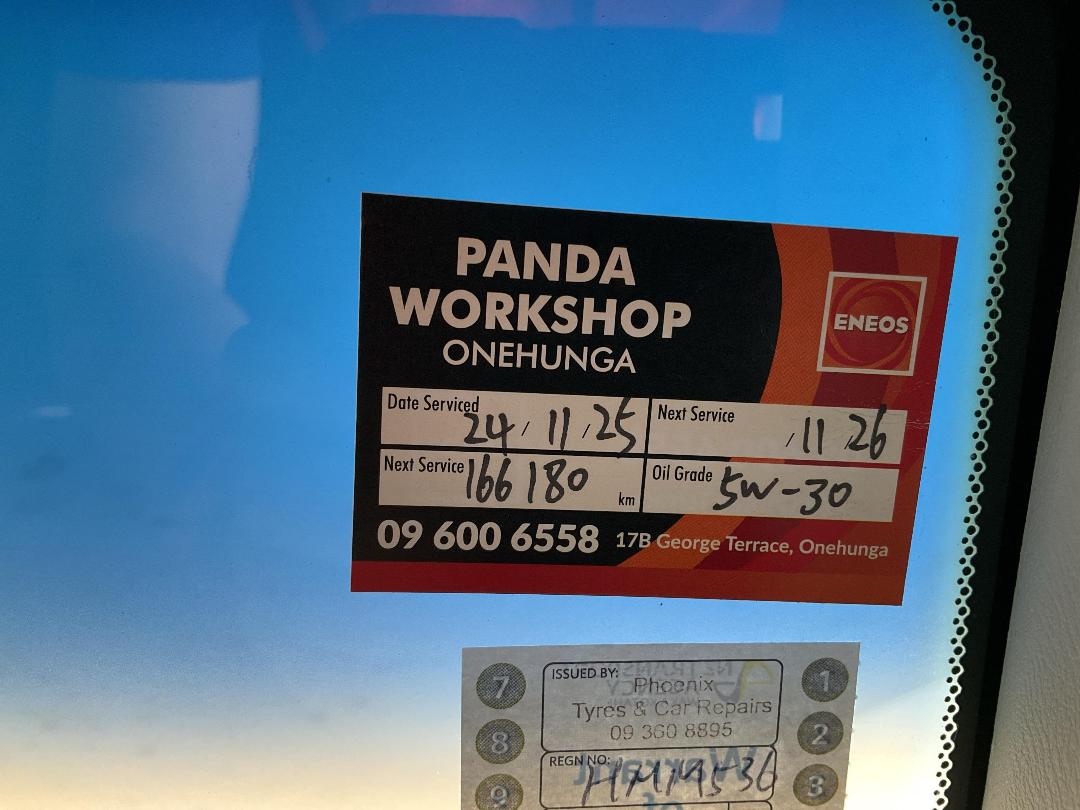 PANDA
WORKSHOP
ONEHUNGA
ENEOS
Date Serviced 24/11/25
Next Service /11/26
Next Service 166 180 km
Oil Grade 5W-30
09 600 6558 17B George Terrace, Onehunga
7
8
9
ISSUED BY: Phoenix
Tyres & Car Repairs
09 360 8895
REGN NO:
1
2
3